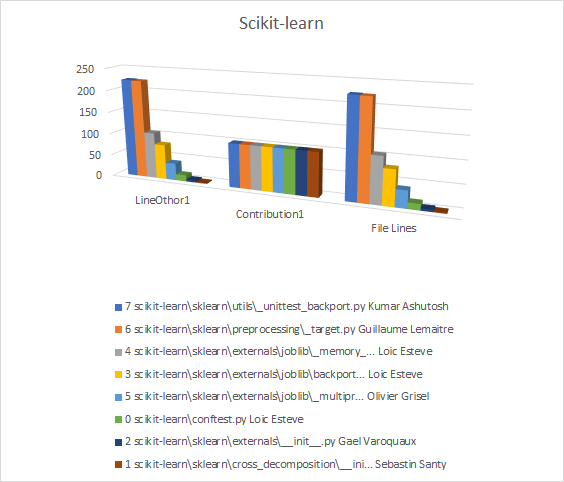 Scikit-learn
250
200
150
100
50
0
LineOthor1
Contribution1
File Lines
7 scikit-learn\sklearn\utils\_unittest_backport.py Kumar Ashutosh
6 scikit-learn\sklearn\preprocessing\_target.py Guillaume Lemaitre
4 scikit-learn\sklearn\externals\joblib\_memory_... Loic Esteve
3 scikit-learn\sklearn\externals\joblib\backport... Loic Esteve
5 scikit-learn\sklearn\externals\joblib\_multipr... Olivier Grisel
0 scikit-learn\conftest.py Loic Esteve
2 scikit-learn\sklearn\externals\__init__.py Gael Varoquaux
1 scikit-learn\sklearn\cross_decomposition\__ini... Sebastin Santy